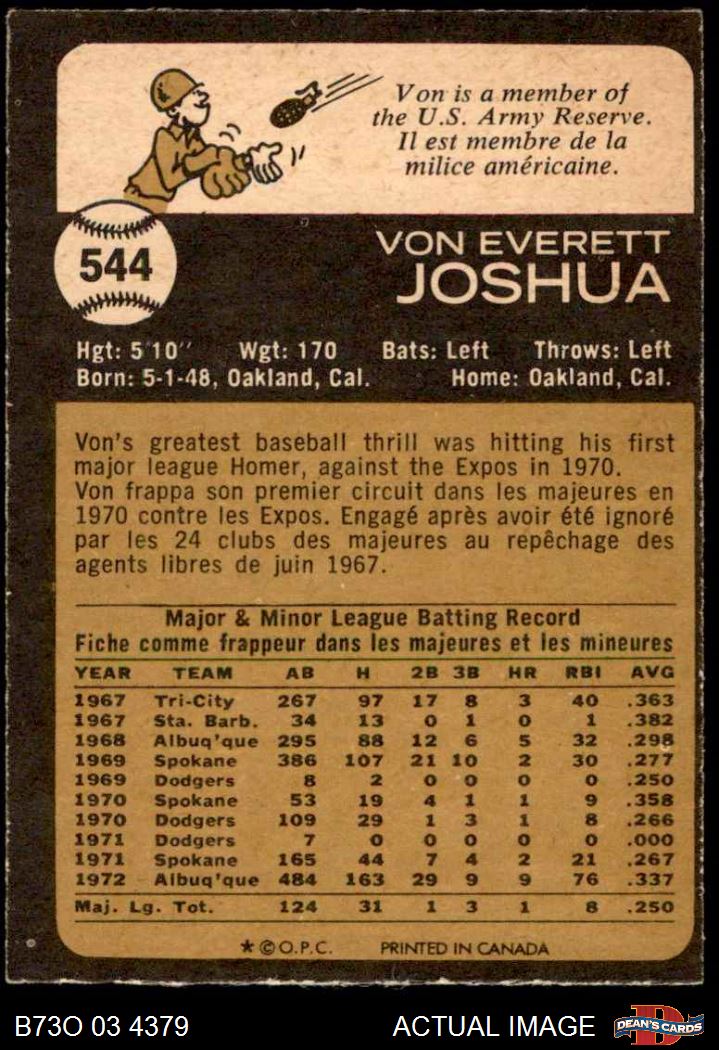 Von is a member of
the U.S. Army Reserve.
Il est membre de la
milice américaine.
544
VON EVERETT
JOSHUA
Hgt: 5'10'' Wgt: 170 Bats: Left Throws: Left
Born: 5-1-48, Oakland, Cal. Home: Oakland, Cal.
Von's greatest baseball thrill was hitting his first
major league Homer, against the Expos in 1970.
Von frappa son premier circuit dans les majeures en
1970 contre les Expos. Engagé après avoir été ignoré
par les 24 clubs des majeures au repêchage des
agents libres de juin 1967.
Major & Minor League Batting Record
Fiche comme frappeur dans les majeures et les mineures
YEAR TEAM AB H 2B 3B HR RBI AVG
1967 Tri-City 267 97 17 8 3 40 .363
1967 Sta. Barb. 34 13 0 1 0 1 .382
1968 Albuq'que 295 88 12 6 5 32 .298
1969 Spokane 386 107 21 10 2 30 .277
1969 Dodgers 8 2 0 0 0 0 .250
1970 Spokane 53 19 4 1 1 9 .358
1970 Dodgers 109 29 1 3 1 8 .266
1971 Dodgers 7 0 0 0 0 0 .000
1971 Spokane 165 44 7 4 2 21 .267
1972 Albuq'que 484 163 29 9 9 76 .337
Maj. Lg. Tot. 124 31 1 3 1 8 .250
* © O.P.C. PRINTED IN CANADA
B73O 03 4379 ACTUAL IMAGE DEAN'S CARDS